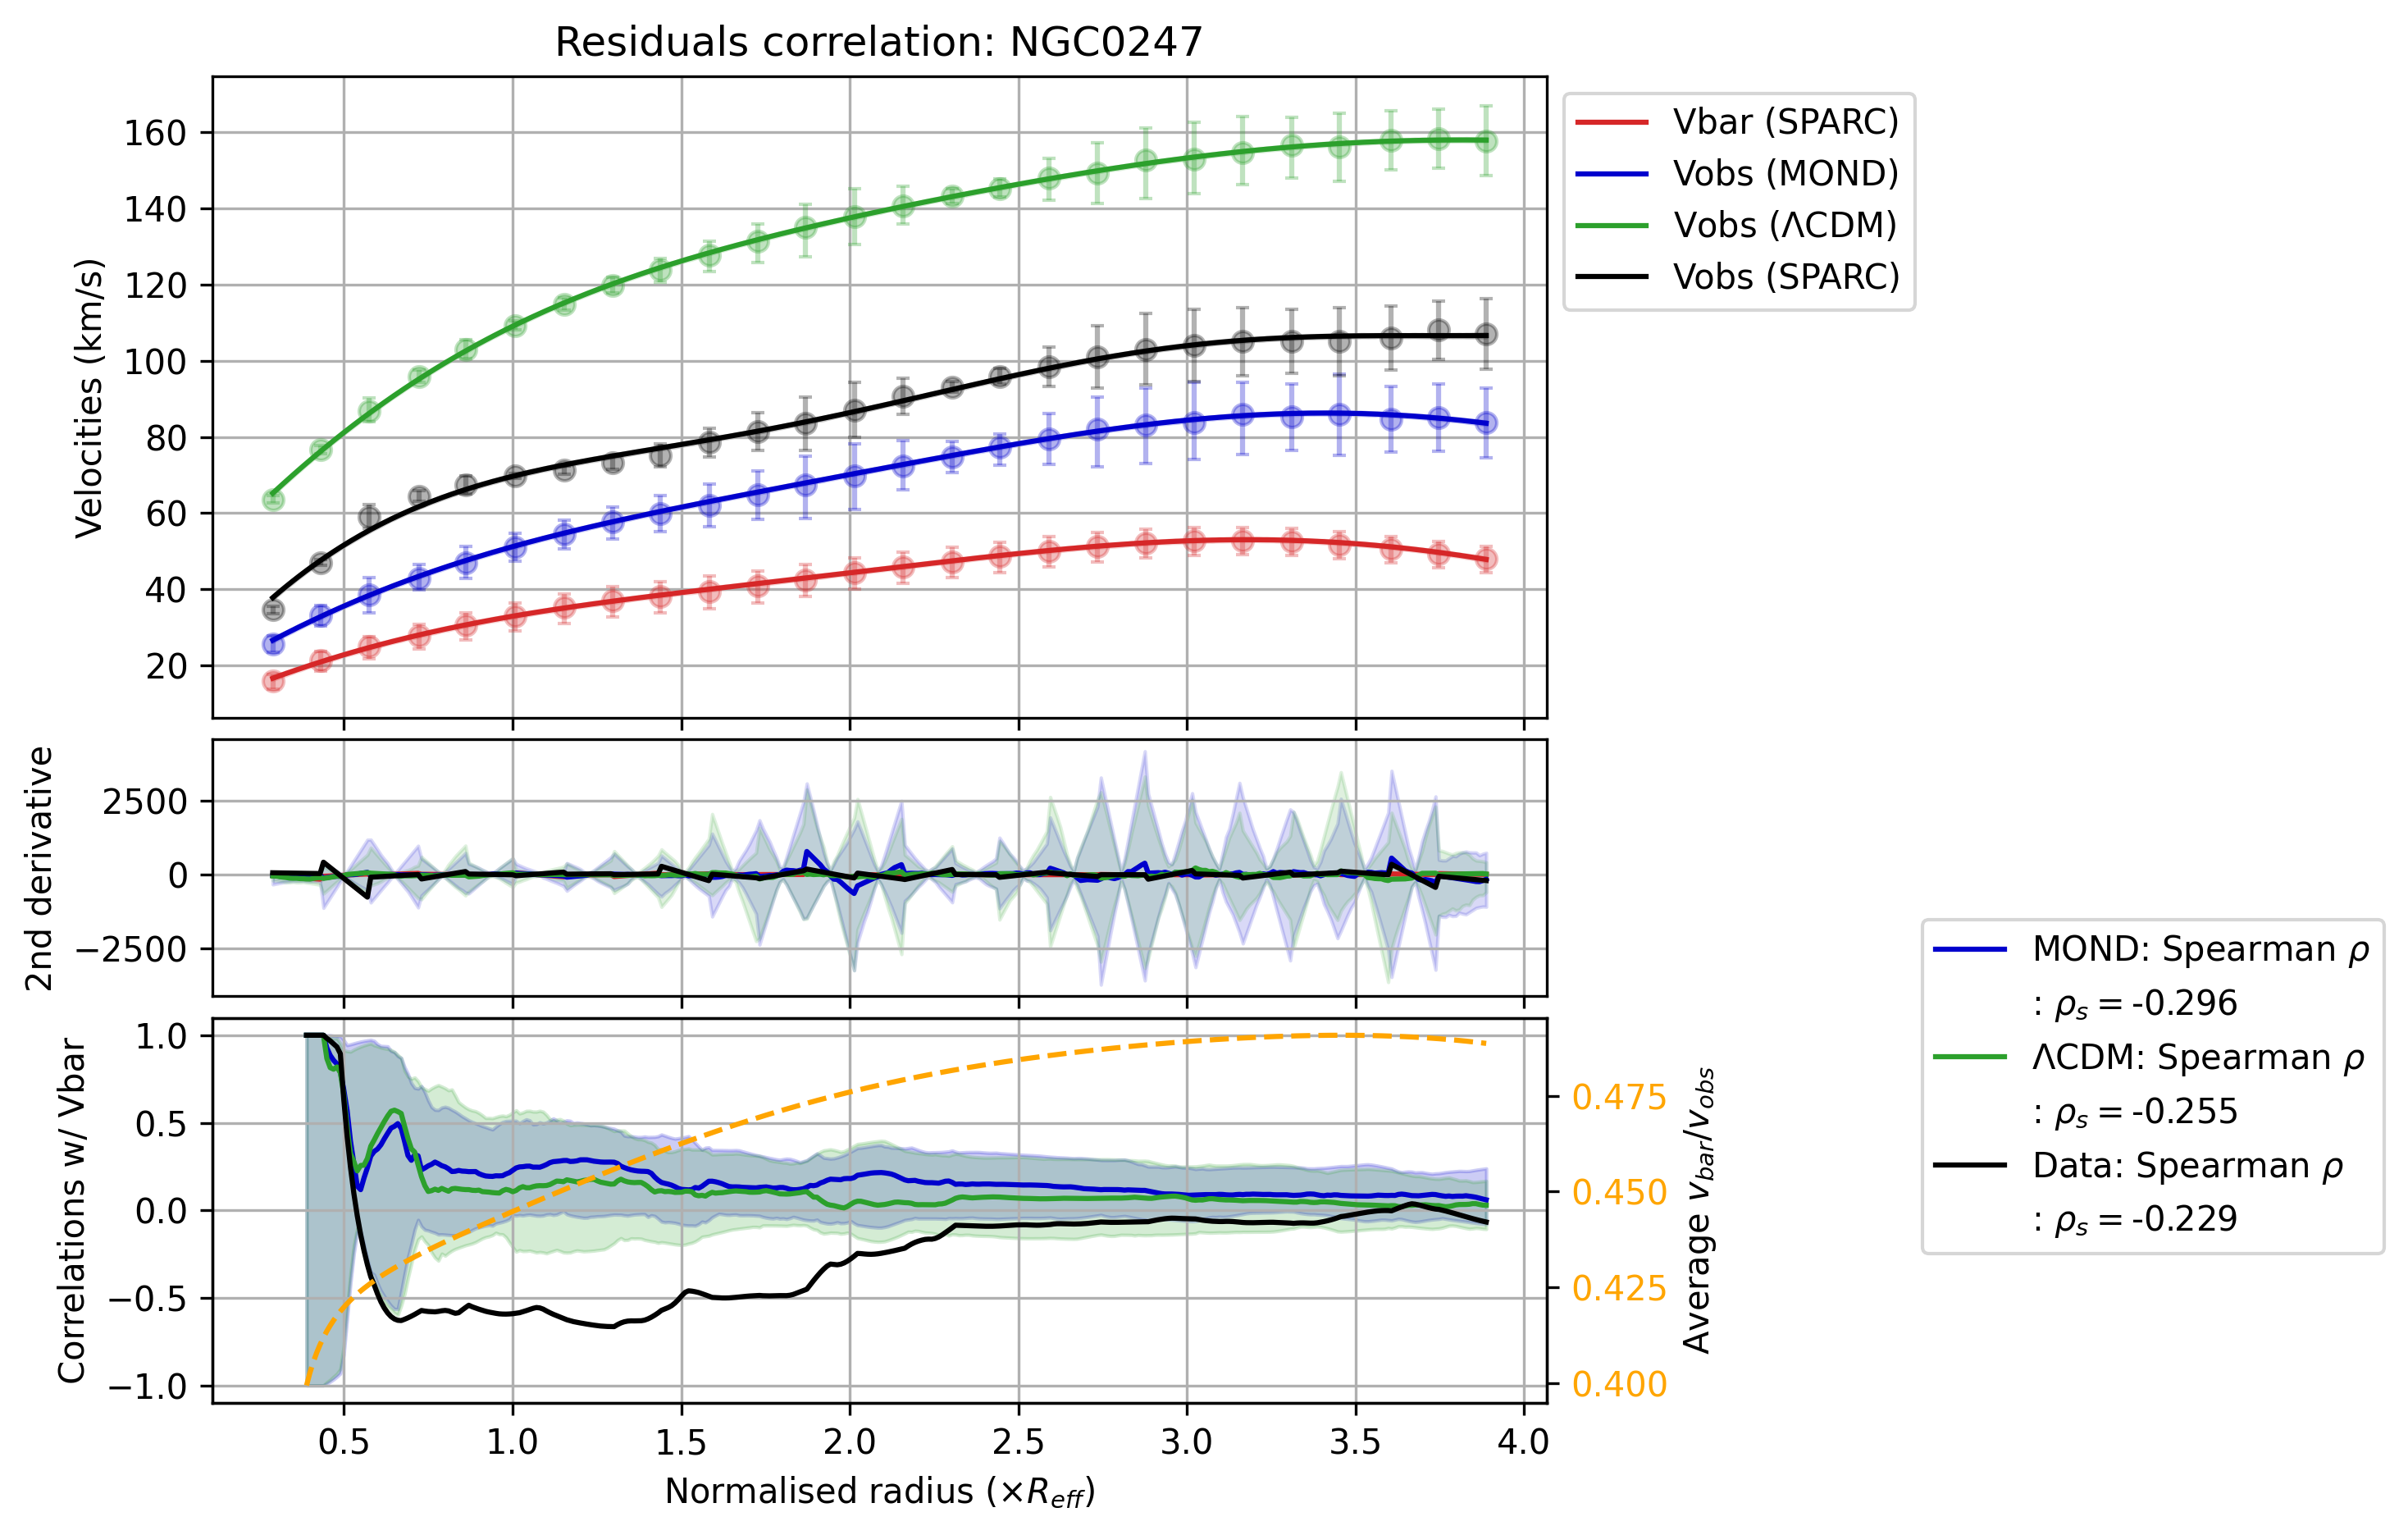 Residuals correlation: NGC0247
Velocities (km/s)
160
140
120
100
80
60
40
20
Vbar (SPARC)
Vobs (MOND)
Vobs (ΛCDM)
Vobs (SPARC)
2nd derivative
2500
0
−2500
Correlations w/ Vbar
1.0
0.5
0.0
−0.5
−1.0
0.475
0.450
0.425
0.400
Average v_bar/v_obs
MOND: Spearman ρ
: ρ_s = -0.296
ΛCDM: Spearman ρ
: ρ_s = -0.255
Data: Spearman ρ
: ρ_s = -0.229
0.5 1.0 1.5 2.0 2.5 3.0 3.5 4.0
Normalised radius (×R_eff)